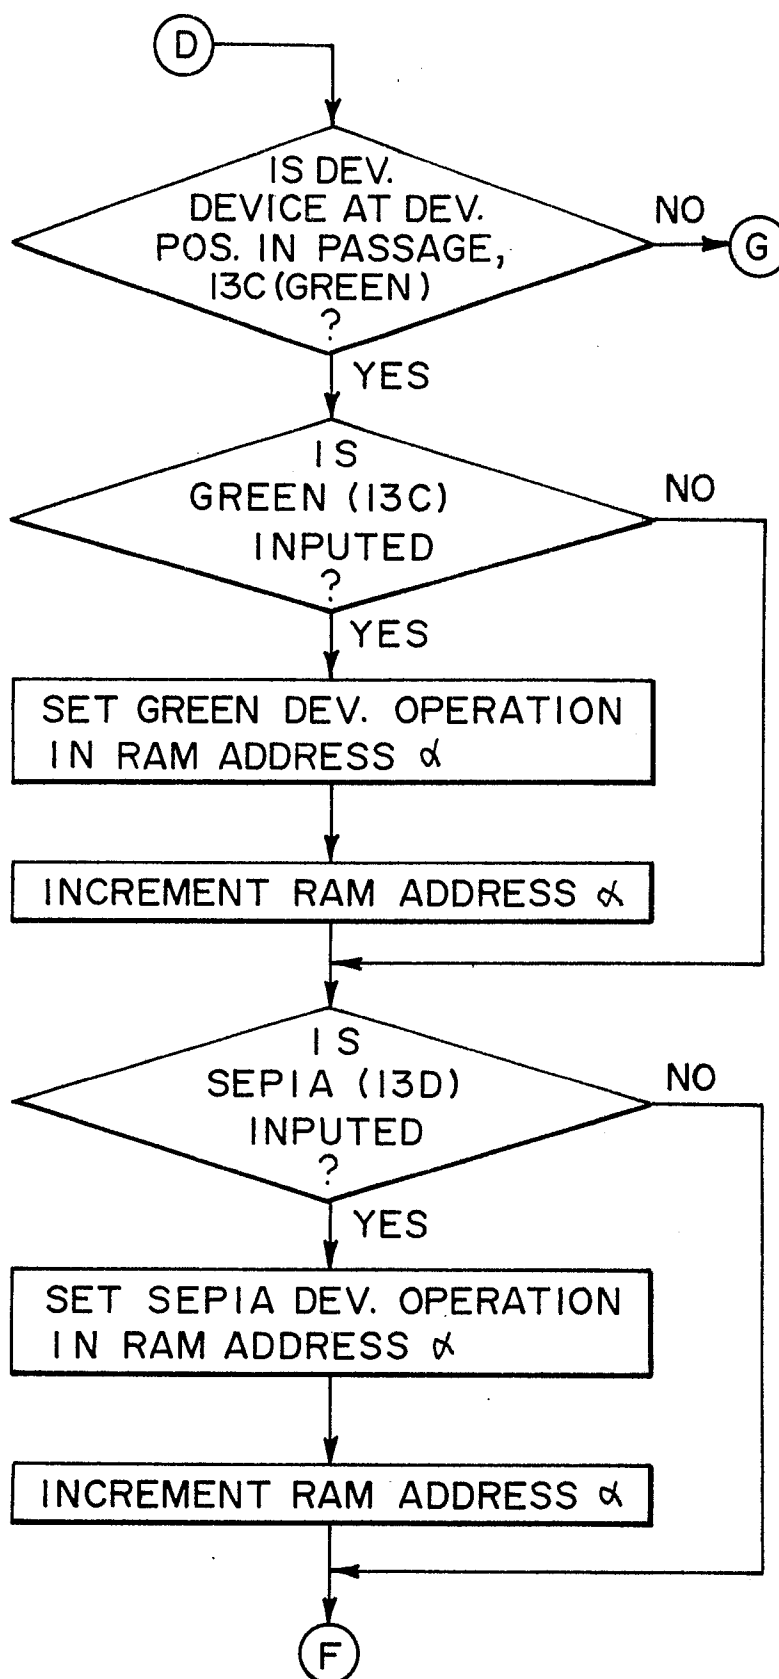 D
IS DEV.
DEVICE AT DEV.
POS. IN PASSAGE,
13C (GREEN)
?
NO
G
YES
IS
GREEN (13C)
INPUTED
?
NO
YES
SET GREEN DEV. OPERATION
IN RAM ADDRESS α
INCREMENT RAM ADDRESS α
IS
SEPIA (13D)
INPUTED
?
NO
YES
SET SEPIA DEV. OPERATION
IN RAM ADDRESS α
INCREMENT RAM ADDRESS α
F